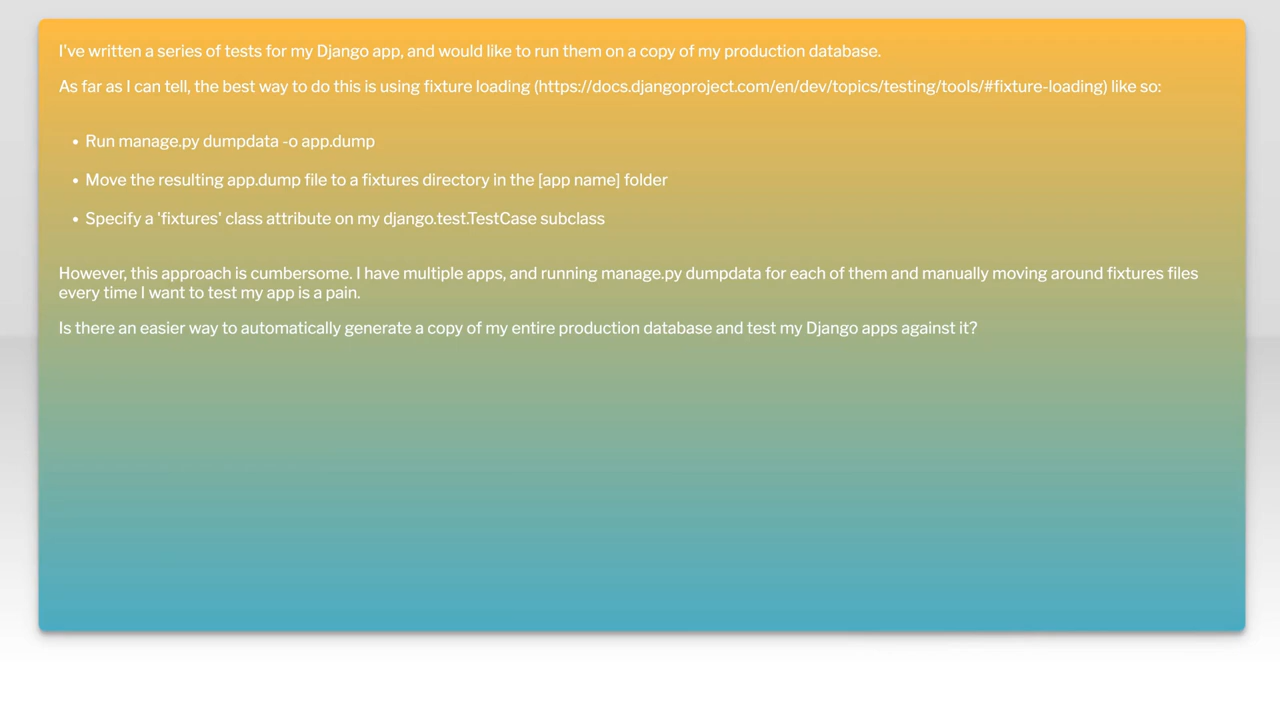 I've written a series of tests for my Django app, and would like to run them on a copy of my production database.
As far as I can tell, the best way to do this is using fixture loading (https://docs.djangoproject.com/en/dev/topics/testing/tools/#fixture-loading) like so:
• Run manage.py dumpdata -o app.dump
• Move the resulting app.dump file to a fixtures directory in the [app name] folder
• Specify a 'fixtures' class attribute on my django.test.TestCase subclass
However, this approach is cumbersome. I have multiple apps, and running manage.py dumpdata for each of them and manually moving around fixtures files
every time I want to test my app is a pain.
Is there an easier way to automatically generate a copy of my entire production database and test my Django apps against it?